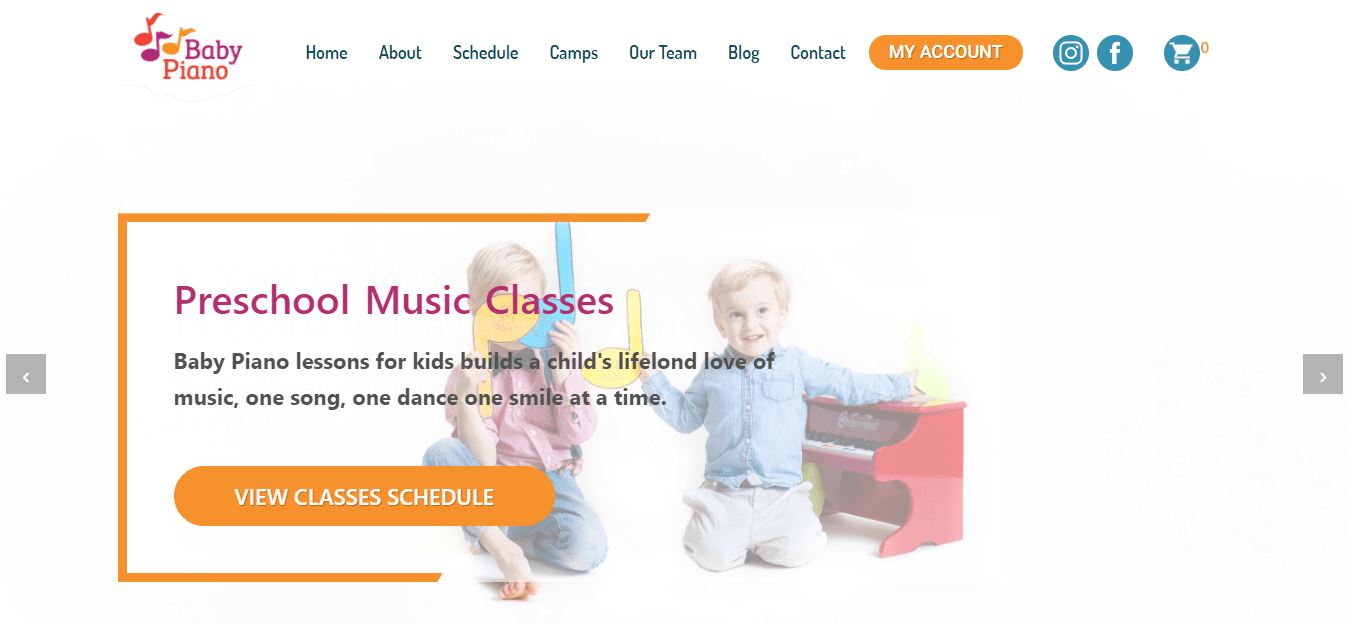 Baby
Piano
Home About Schedule Camps Our Team Blog Contact MY ACCOUNT 0
Preschool Music Classes
Baby Piano lessons for kids builds a child's lifelond love of
music, one song, one dance one smile at a time.
VIEW CLASSES SCHEDULE
Schoenhut
‹
›